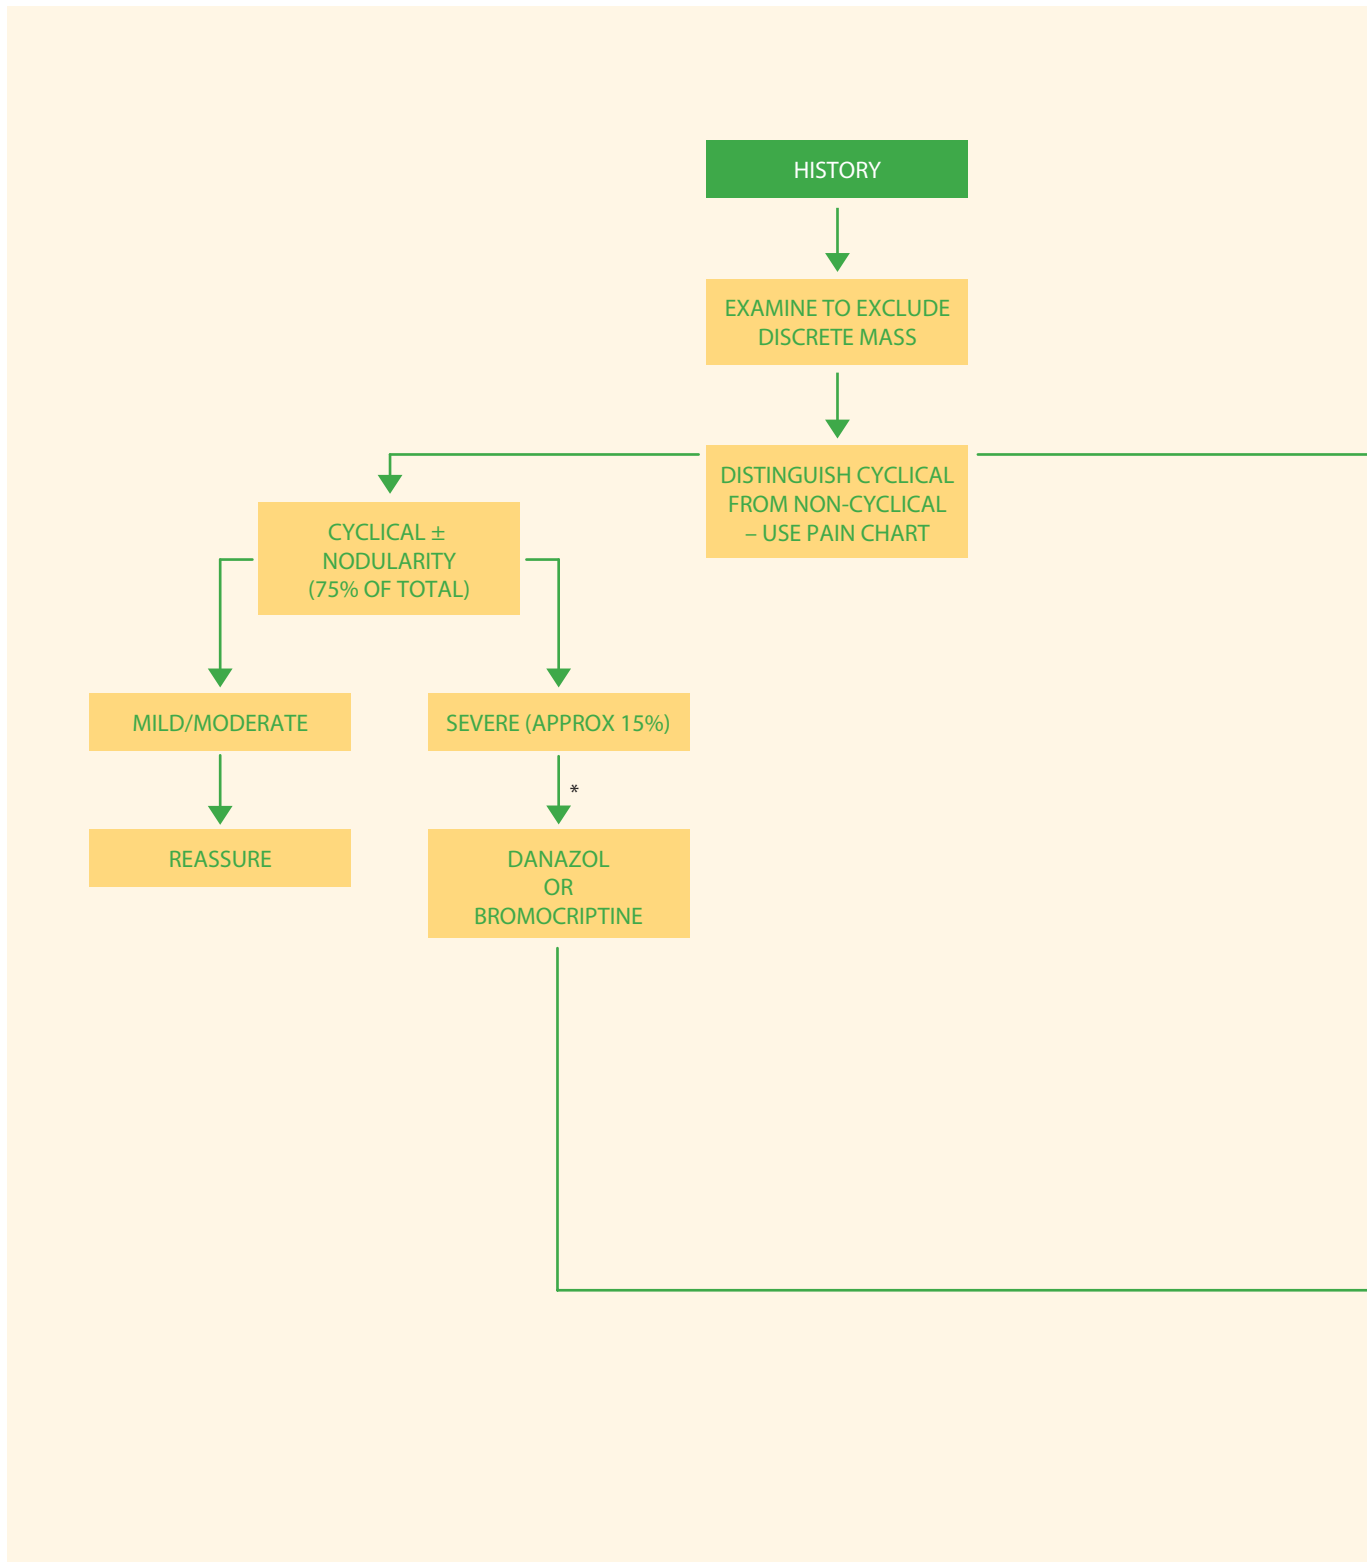 HISTORY
EXAMINE TO EXCLUDE
DISCRETE MASS
DISTINGUISH CYCLICAL
FROM NON-CYCLICAL
– USE PAIN CHART
CYCLICAL ±
NODULARITY
(75% OF TOTAL)
MILD/MODERATE
SEVERE (APPROX 15%)
*
REASSURE
DANAZOL
OR
BROMOCRIPTINE